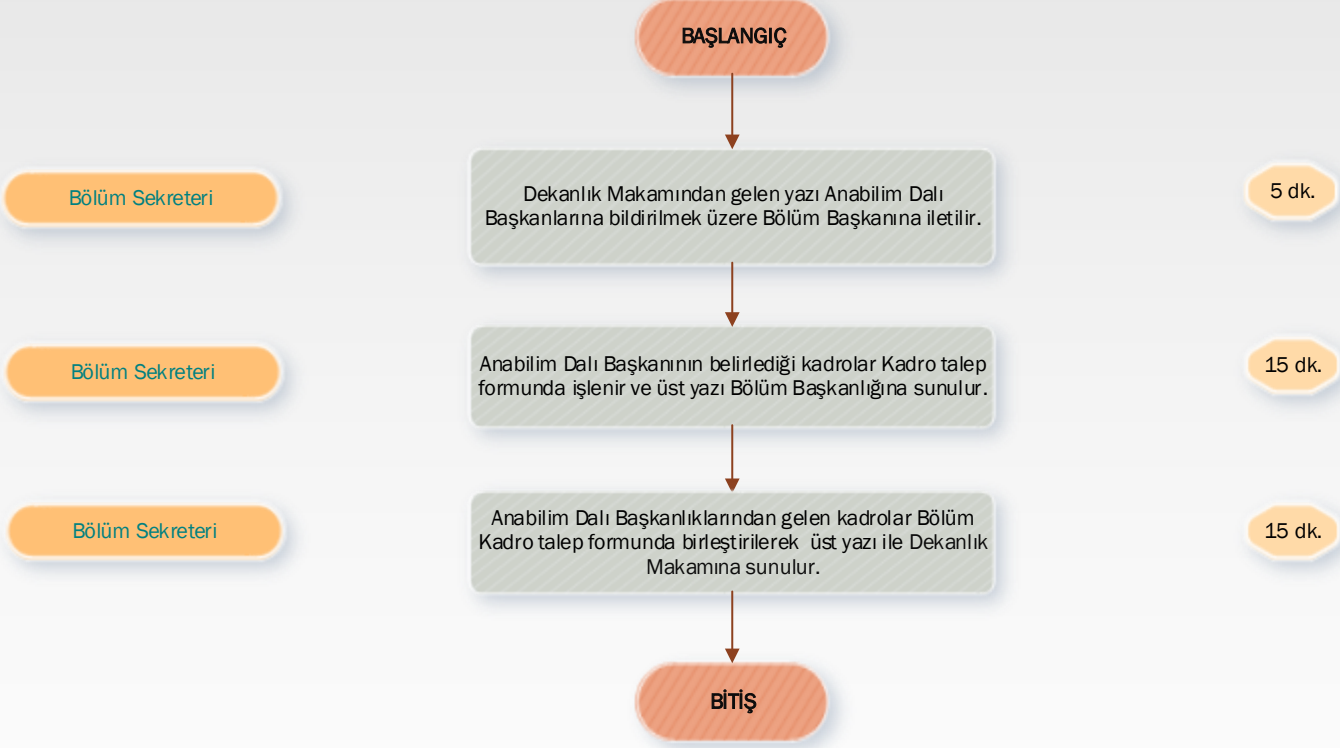 BAŞLANGIÇ
Bölüm Sekreteri
Dekanlık Makamından gelen yazı Anabilim Dalı
Başkanlarına bildirilmek üzere Bölüm Başkanına iletilir.
5 dk.
Bölüm Sekreteri
Anabilim Dalı Başkanının belirlediği kadrolar Kadro talep
formunda işlenir ve üst yazı Bölüm Başkanlığına sunulur.
15 dk.
Bölüm Sekreteri
Anabilim Dalı Başkanlıklarından gelen kadrolar Bölüm
Kadro talep formunda birleştirilerek üst yazı ile Dekanlık
Makamına sunulur.
15 dk.
BİTİŞ